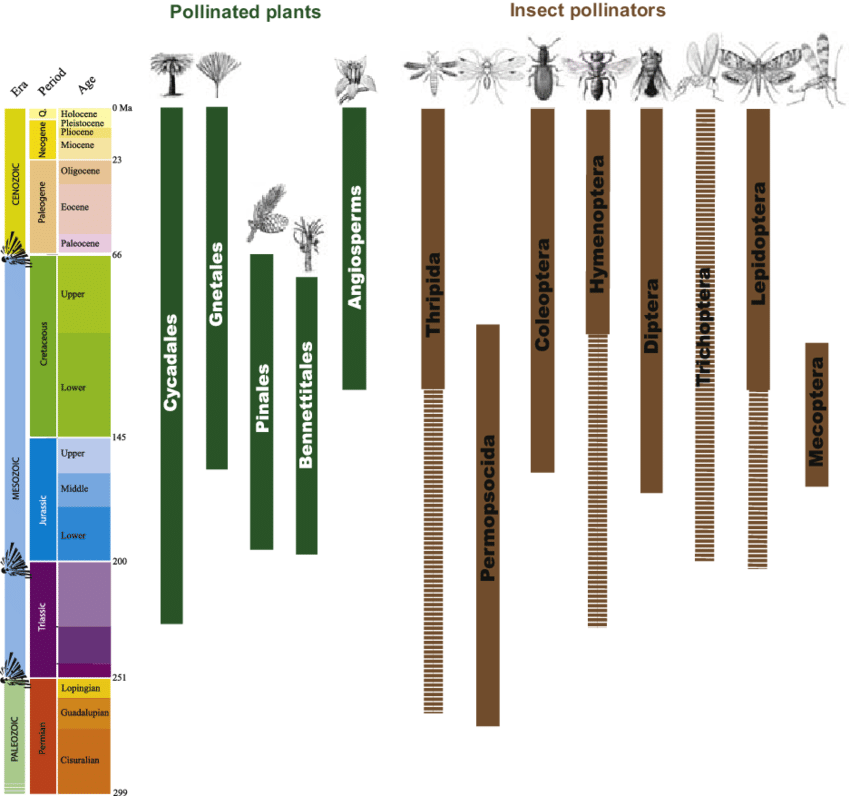 Pollinated plants
Insect pollinators
Era
Period
Age
0 Ma
Q.
Holocene
Pleistocene
Pliocene
Neogene
Miocene
23
CENOZOIC
Paleogene
Oligocene
Eocene
Paleocene
66
Cretaceous
Upper
Lower
145
MESOZOIC
Jurassic
Upper
Middle
Lower
200
Triassic
251
PALEOZOIC
Permian
Lopingian
Guadalupian
Cisuralian
299
Cycadales
Gnetales
Pinales
Bennettitales
Angiosperms
Thripida
Permopsocida
Coleoptera
Hymenoptera
Diptera
Trichoptera
Lepidoptera
Mecoptera